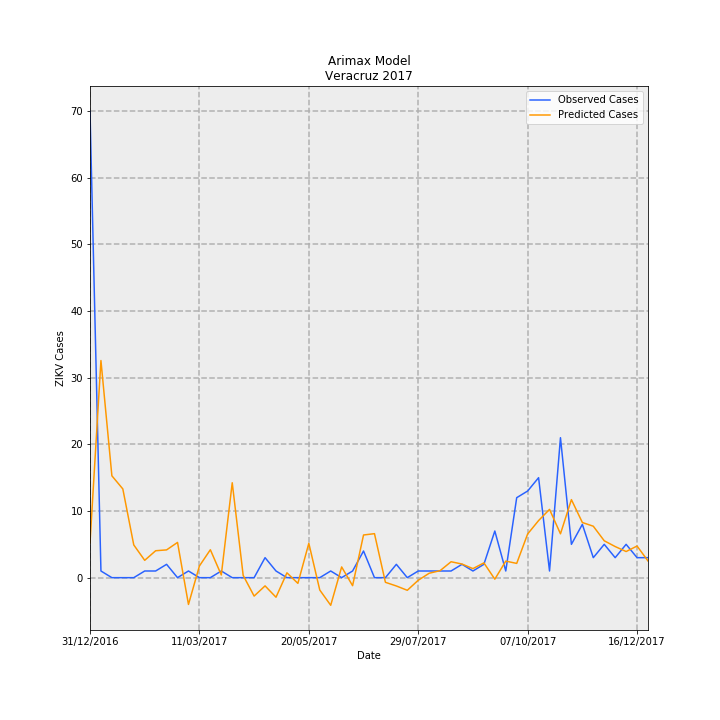 Arimax Model
Veracruz 2017
Observed Cases
Predicted Cases
70
60
50
40
30
20
10
0
ZIKV Cases
31/12/2016 11/03/2017 20/05/2017 29/07/2017 07/10/2017 16/12/2017
Date